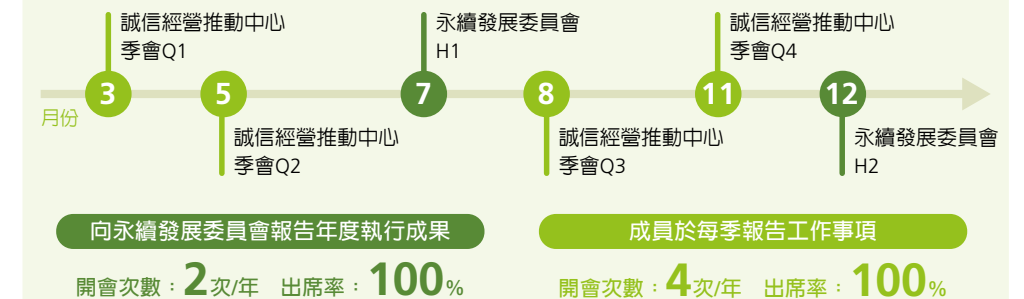 誠信經營推動中心
季會Q1
永續發展委員會
H1
誠信經營推動中心
季會Q4
3
5
7
8
11
12
月份
誠信經營推動中心
季會Q2
誠信經營推動中心
季會Q3
永續發展委員會
H2
向永續發展委員會報告年度執行成果
成員於每季報告工作事項
開會次數：2次/年 出席率：100%
開會次數：4次/年 出席率：100%